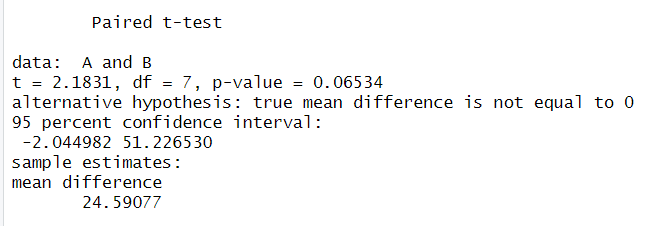 Paired t-test
data: A and B
t = 2.1831, df = 7, p-value = 0.06534
alternative hypothesis: true mean difference is not equal to 0
95 percent confidence interval:
-2.044982 51.226530
sample estimates:
mean difference
24.59077